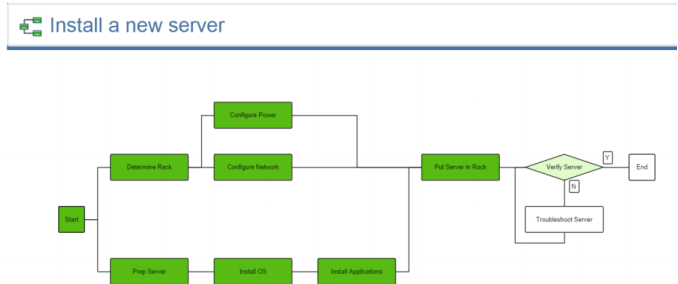 Install a new server
Configure Power
Determine Rack
Configure Network
Put Server in Rack
Verify Server
Y
End
N
Start
Troubleshoot Server
Prep Server
Install OS
Install Applications